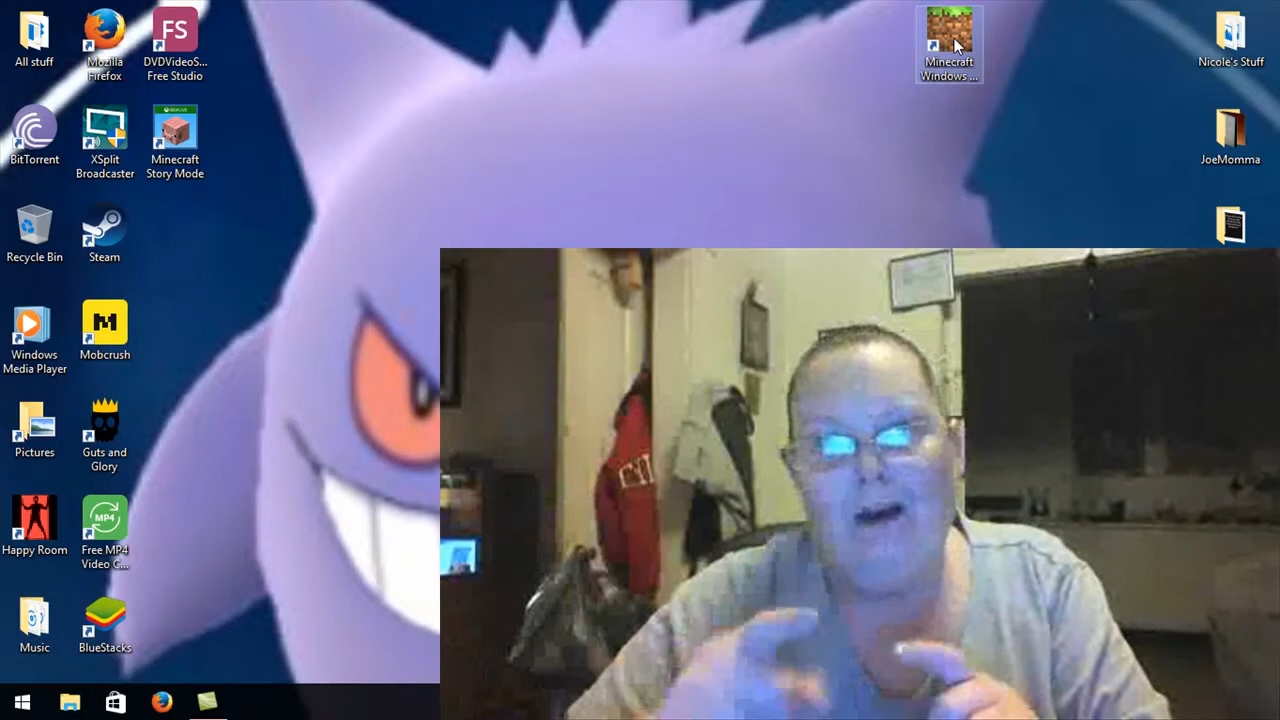 All stuff
Mozilla
Firefox
FS
DVDVideoS...
Free Studio
Minecraft
Windows ...
Nicole's Stuff
BitTorrent
XSplit
Broadcaster
Minecraft
Story Mode
JoeMomma
Recycle Bin
Steam
Windows
Media Player
M
Mobcrush
Pictures
Guts and
Glory
Happy Room
MP4
Free MP4
Video C...
Music
BlueStacks